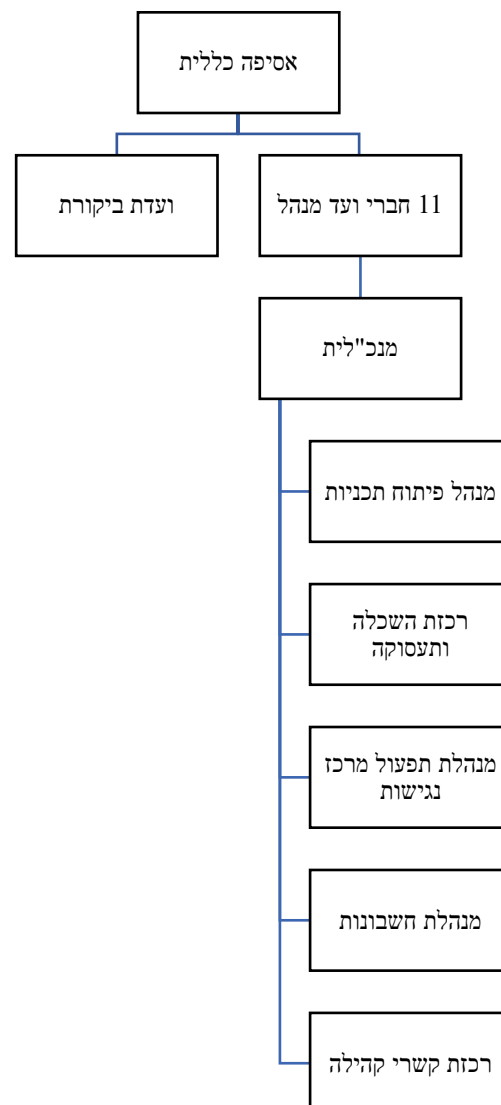 אסיפה כללית
11 חברי ועד מנהל
ועדת ביקורת
מנכ"לית
מנהל פיתוח תכניות
רכזת השכלה
ותעסוקה
מנהלת תפעול מרכז
נגישות
מנהלת חשבונות
רכזת קשרי קהילה